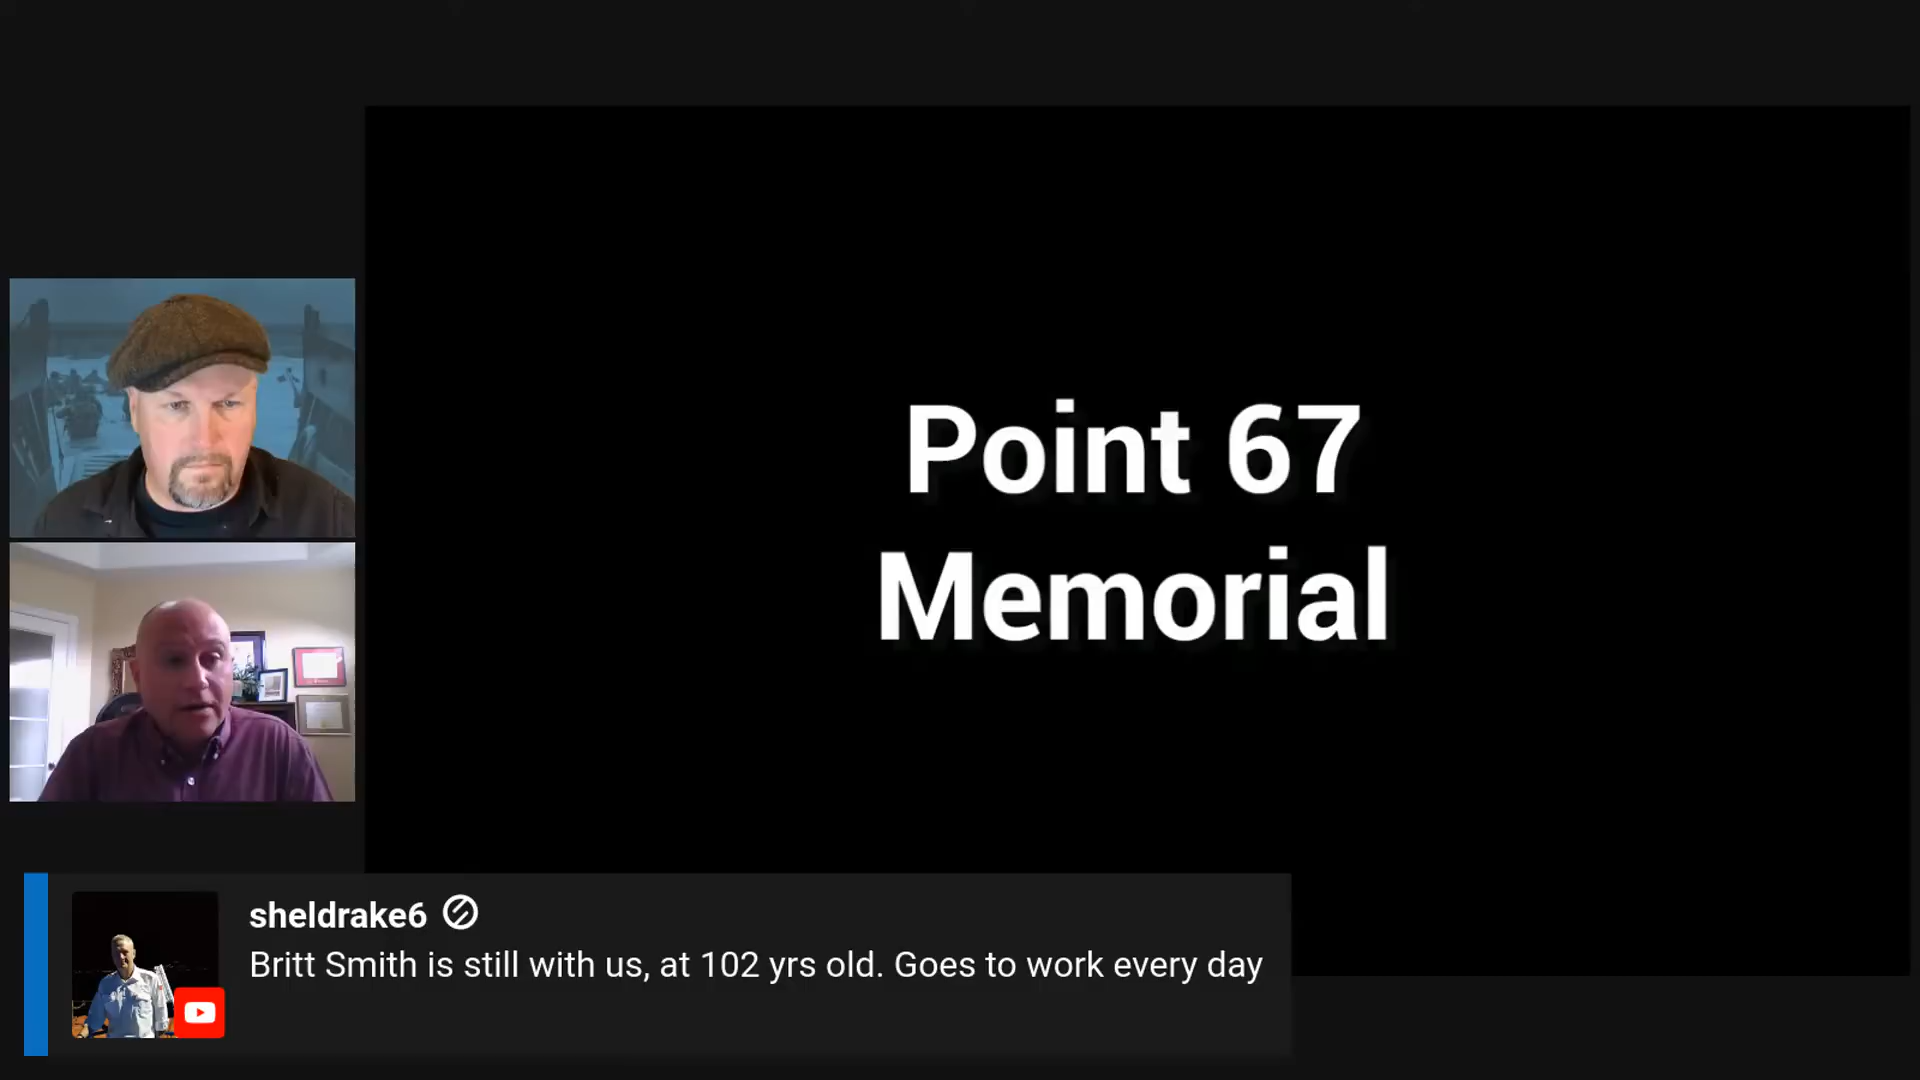 Point 67
Memorial
sheldrake6
Britt Smith is still with us, at 102 yrs old. Goes to work every day